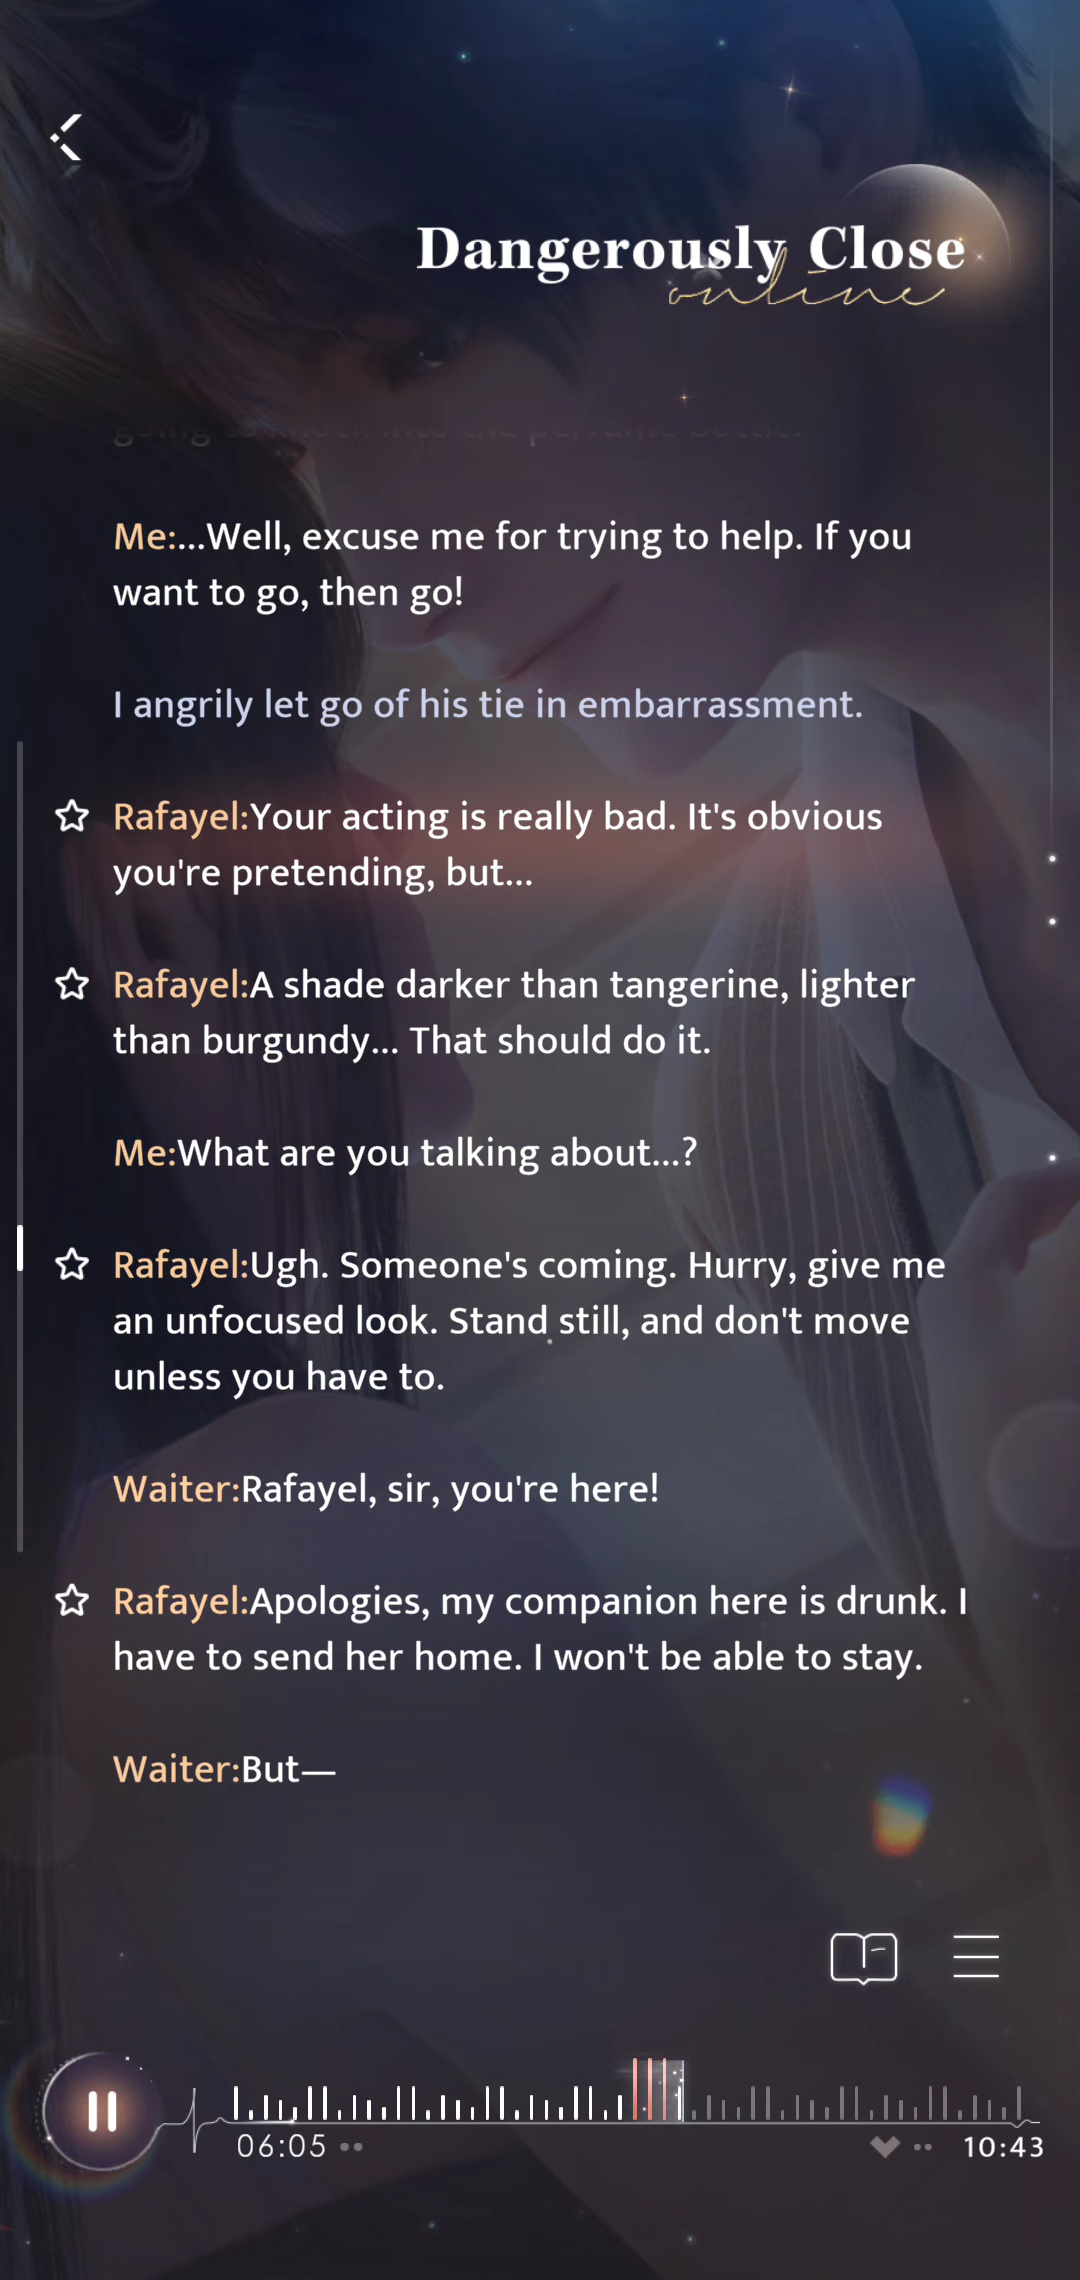 Dangerously Close
online
Me:...Well, excuse me for trying to help. If you
want to go, then go!
I angrily let go of his tie in embarrassment.
Rafayel:Your acting is really bad. It's obvious
you're pretending, but...
Rafayel:A shade darker than tangerine, lighter
than burgundy... That should do it.
Me:What are you talking about...?
Rafayel:Ugh. Someone's coming. Hurry, give me
an unfocused look. Stand still, and don't move
unless you have to.
Waiter:Rafayel, sir, you're here!
Rafayel:Apologies, my companion here is drunk. I
have to send her home. I won't be able to stay.
Waiter:But—
06:05
10:43